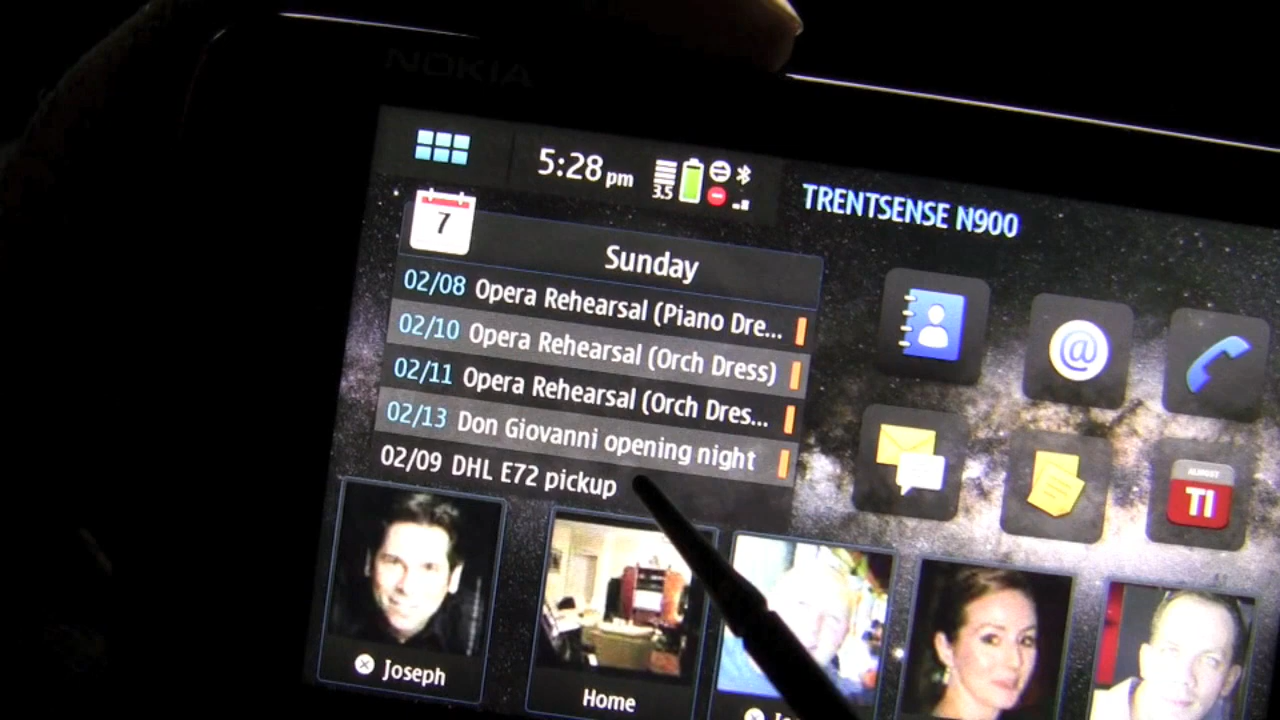 NOKIA
5:28 pm
3.5
TRENTSENSE N900
7
Sunday
02/08 Opera Rehearsal (Piano Dre...
02/10 Opera Rehearsal (Orch Dress)
02/11 Opera Rehearsal (Orch Dres...
02/13 Don Giovanni opening night
02/09 DHL E72 pickup
@
ALMOST
TI
Joseph
Home